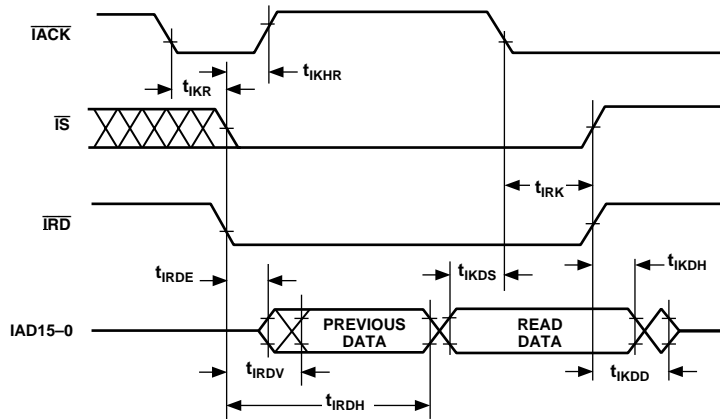 IACK
tIKHR
tIKR
IS
tIRK
IRD
tIRDE
tIKDS
tIKDH
IAD15–0
PREVIOUS
DATA
READ
DATA
tIRDV
tIKDD
tIRDH